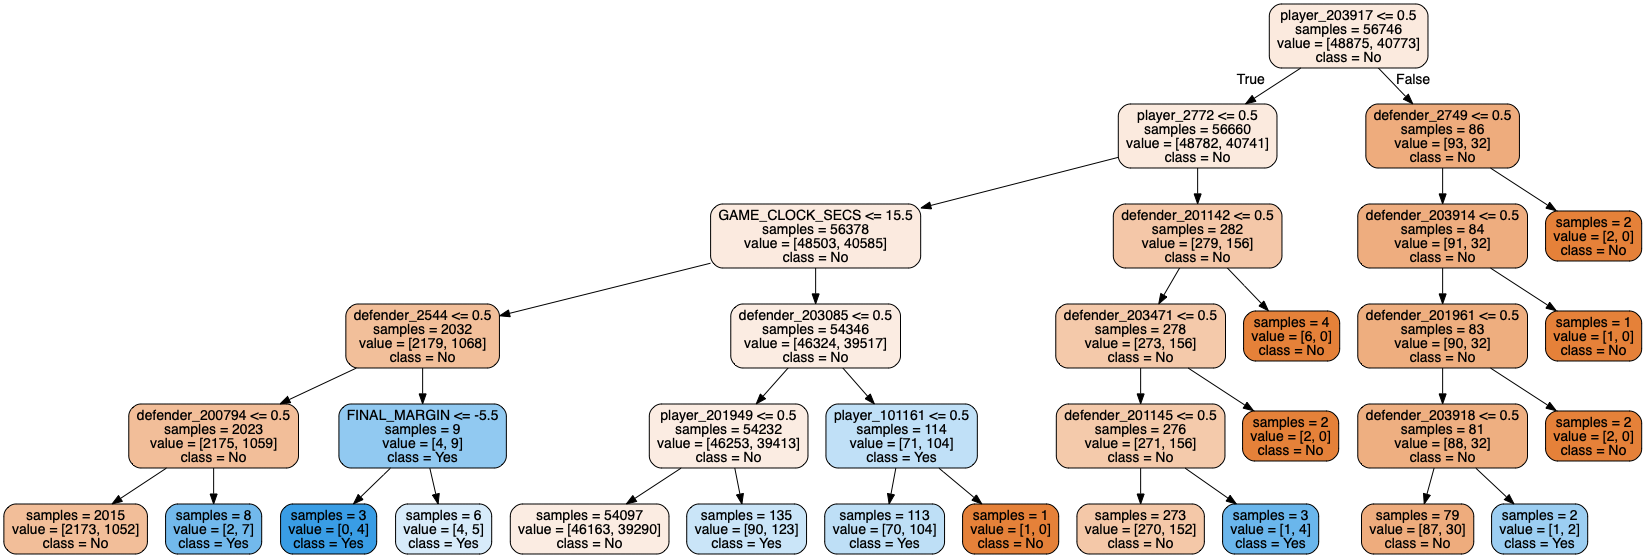 player_203917 <= 0.5
samples = 56746
value = [48875, 40773]
class = No
True
False
player_2772 <= 0.5
samples = 56660
value = [48782, 40741]
class = No
defender_2749 <= 0.5
samples = 86
value = [93, 32]
class = No
GAME_CLOCK_SECS <= 15.5
samples = 56378
value = [48503, 40585]
class = No
defender_201142 <= 0.5
samples = 282
value = [279, 156]
class = No
defender_203914 <= 0.5
samples = 84
value = [91, 32]
class = No
samples = 2
value = [2, 0]
class = No
defender_2544 <= 0.5
samples = 2032
value = [2179, 1068]
class = No
defender_203085 <= 0.5
samples = 54346
value = [46324, 39517]
class = No
defender_203471 <= 0.5
samples = 278
value = [273, 156]
class = No
samples = 4
value = [6, 0]
class = No
defender_201961 <= 0.5
samples = 83
value = [90, 32]
class = No
samples = 1
value = [1, 0]
class = No
defender_200794 <= 0.5
samples = 2023
value = [2175, 1059]
class = No
FINAL_MARGIN <= -5.5
samples = 9
value = [4, 9]
class = Yes
player_201949 <= 0.5
samples = 54232
value = [46253, 39413]
class = No
player_101161 <= 0.5
samples = 114
value = [71, 104]
class = Yes
defender_201145 <= 0.5
samples = 276
value = [271, 156]
class = No
samples = 2
value = [2, 0]
class = No
defender_203918 <= 0.5
samples = 81
value = [88, 32]
class = No
samples = 2
value = [2, 0]
class = No
samples = 2015
value = [2173, 1052]
class = No
samples = 8
value = [2, 7]
class = Yes
samples = 3
value = [0, 4]
class = Yes
samples = 6
value = [4, 5]
class = Yes
samples = 54097
value = [46163, 39290]
class = No
samples = 135
value = [90, 123]
class = Yes
samples = 113
value = [70, 104]
class = Yes
samples = 1
value = [1, 0]
class = No
samples = 273
value = [270, 152]
class = No
samples = 3
value = [1, 4]
class = Yes
samples = 79
value = [87, 30]
class = No
samples = 2
value = [1, 2]
class = Yes